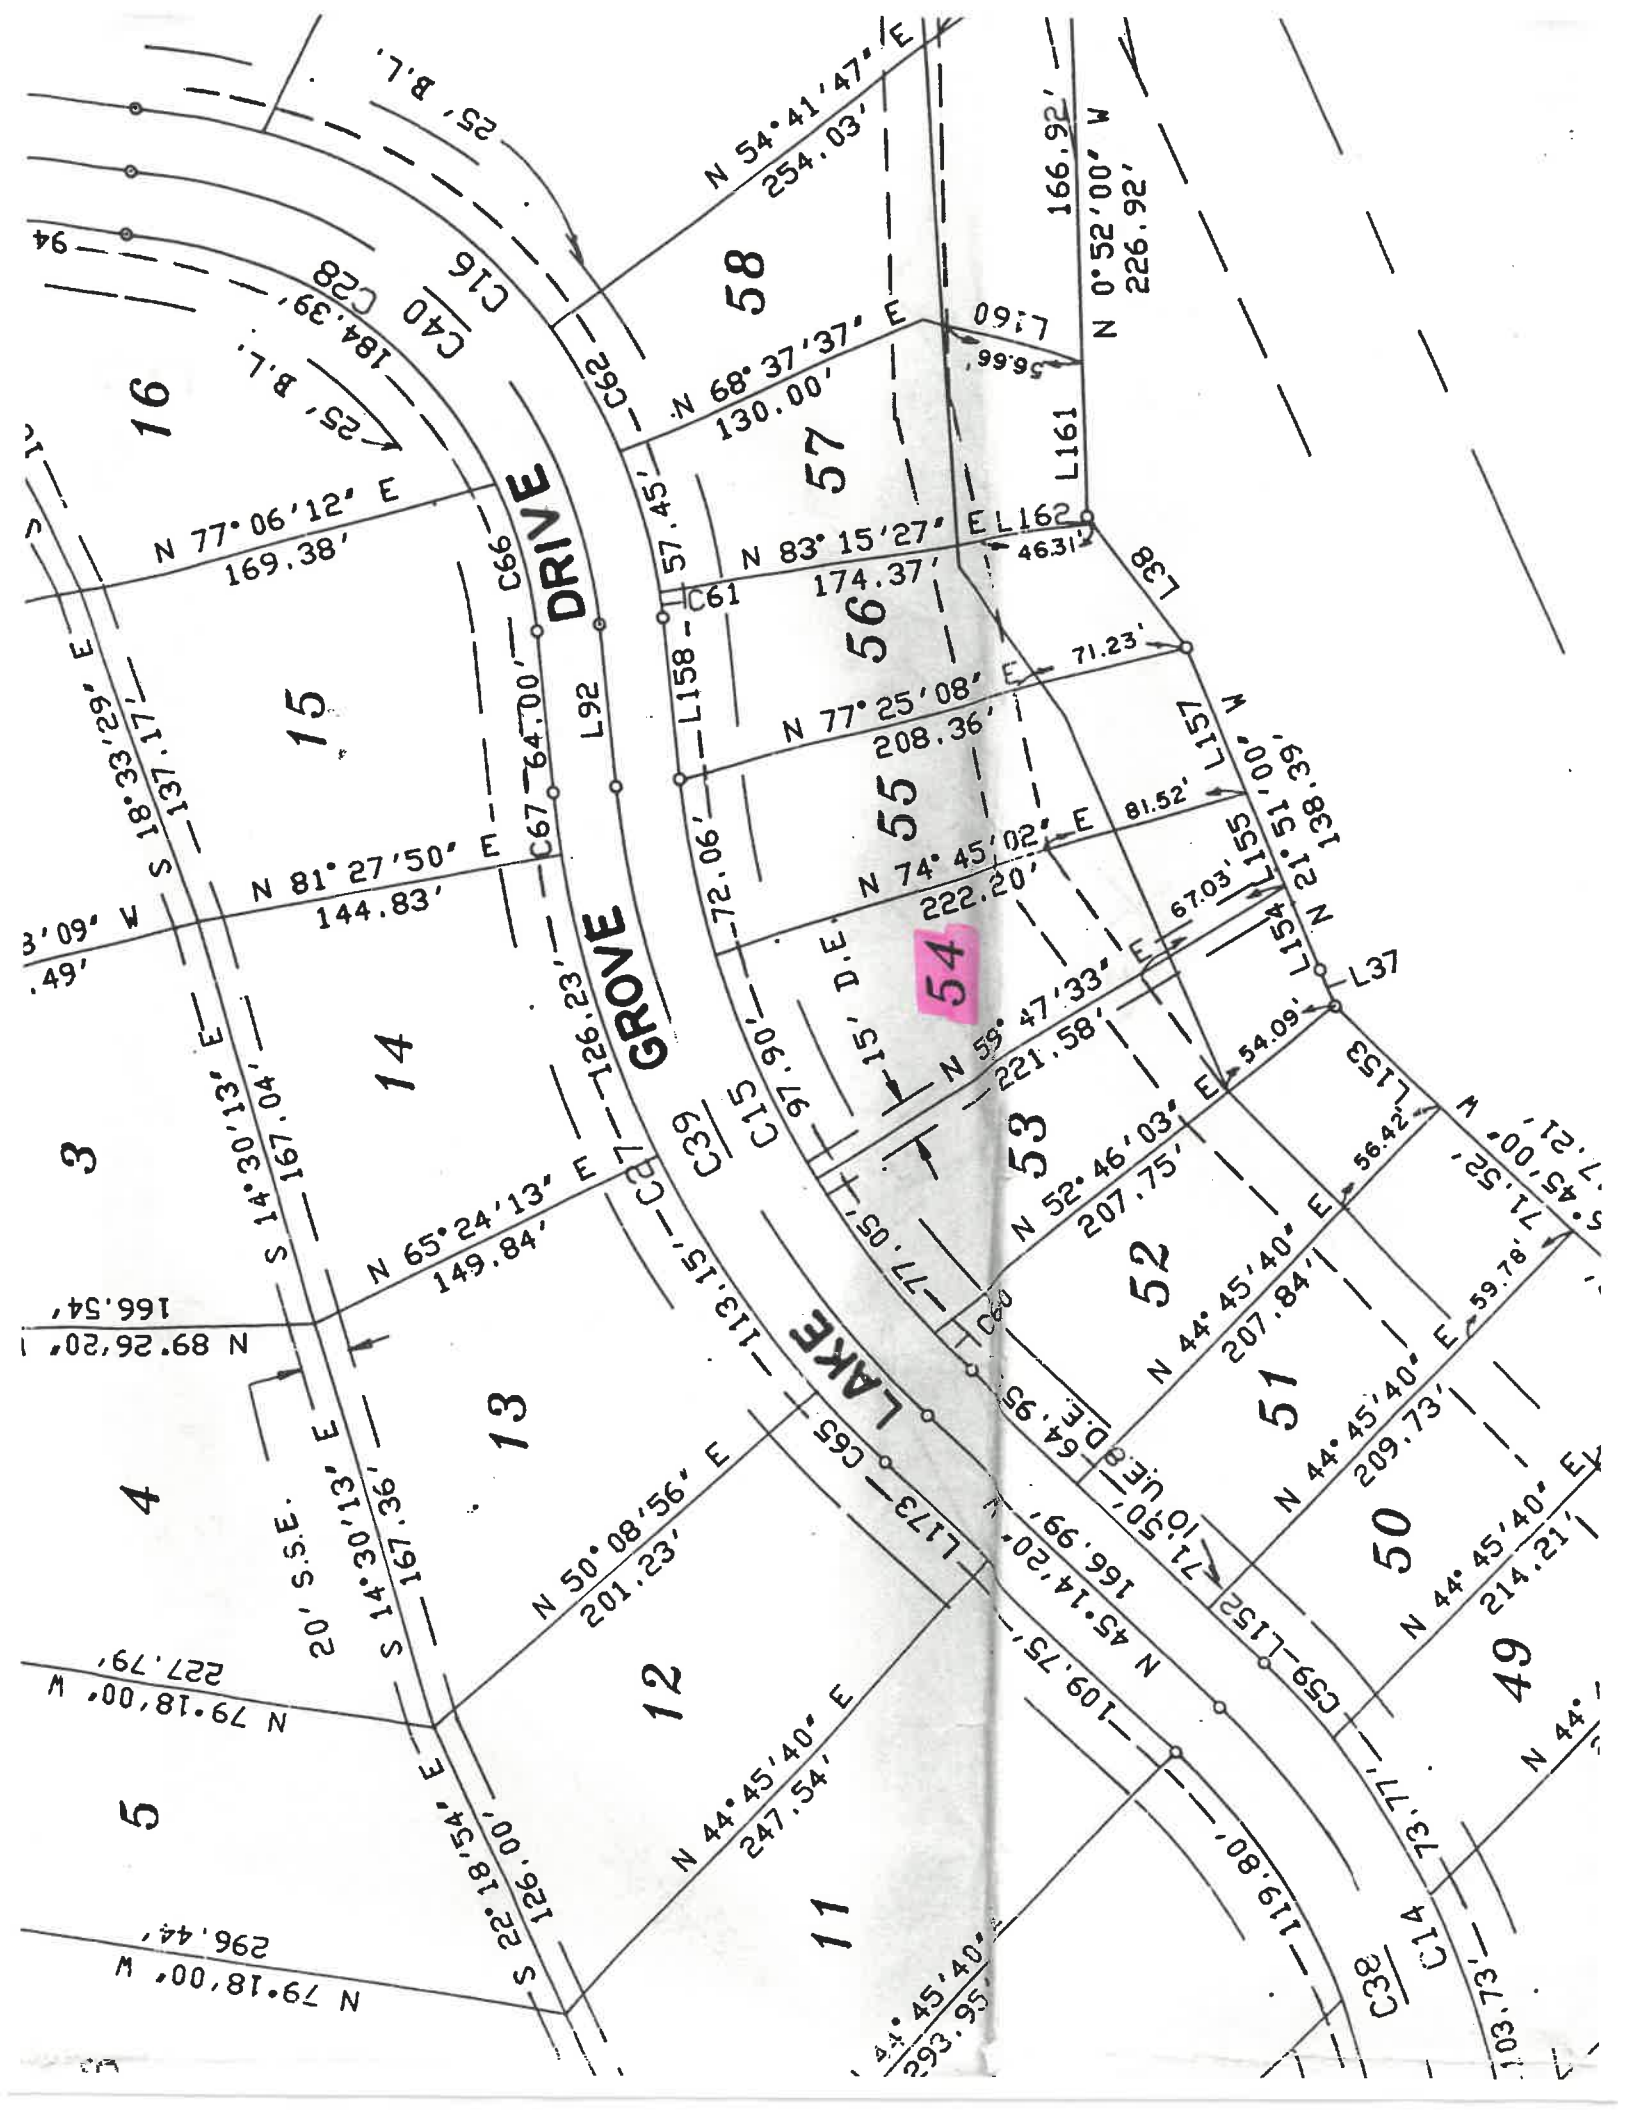 25' B.L.
N 54°41'47" E
254.03'
166.92'
N 0°52'00" W
226.92'
94
184.39'
C28
C40
C16
25' B.L.
16
58
C62
N 68°37'37" E
130.00'
L160
56.66'
L161
57
N 77°06'12" E
169.38'
C66
DRIVE
57.45'
C61
N 83°15'27" E
174.37'
L162
46.31'
L38
56
S 18°33'29" E
137.17'
15
64.00'
C67
L92
L158
N 77°25'08" E
208.36'
71.23'
L157
55
N 81°27'50" E
144.83'
72.06'
N 74°45'02" E
222.20'
81.52'
L155
N 21°51'00" W
138.39'
3'09" W
.49'
GROVE
126.23'
15' D.E.
54
67.03'
L154
L37
N 59°47'33" E
221.58'
97.90'
C15
C39
C27
14
3
S 14°30'13" E
167.04'
N 65°24'13" E
149.84'
53
54.09'
L153
N 52°46'03" E
207.75'
56.42'
71.52'
77.05'
C60
52
113.15'
166.54'
N 89°26'20"
LAKE
N 44°45'40" E
207.84'
59.78'
51
13
C65
64.95'
D.E.
10' U.E.
71.50'
4
20' S.S.E.
S 14°30'13" E
167.36'
N 50°08'56" E
201.23'
L173
N 45°14'20" W
166.99'
N 44°45'40" E
209.73'
50
L152
C59
N 44°45'40" E
214.21'
49
227.79'
N 79°18'00" W
12
109.75'
N 44°45'40" E
247.54'
N 44°
5
S 22°18'54" E
126.00'
73.77'
119.80'
C14
C38
103.73'
11
44°45'40"
293.95'
296.44'
N 79°18'00" W